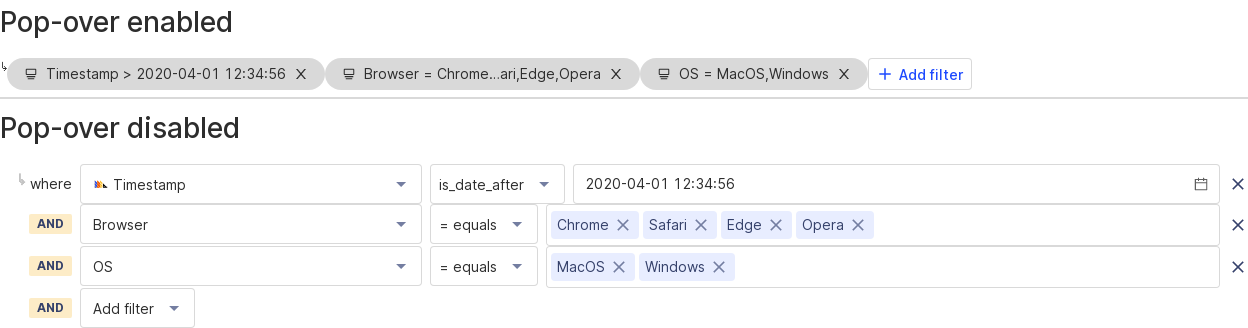 Pop-over enabled
Timestamp > 2020-04-01 12:34:56 Browser = Chrome...ari,Edge,Opera OS = MacOS,Windows + Add filter
Pop-over disabled
where Timestamp is_date_after 2020-04-01 12:34:56
AND Browser = equals Chrome Safari Edge Opera
AND OS = equals MacOS Windows
AND Add filter